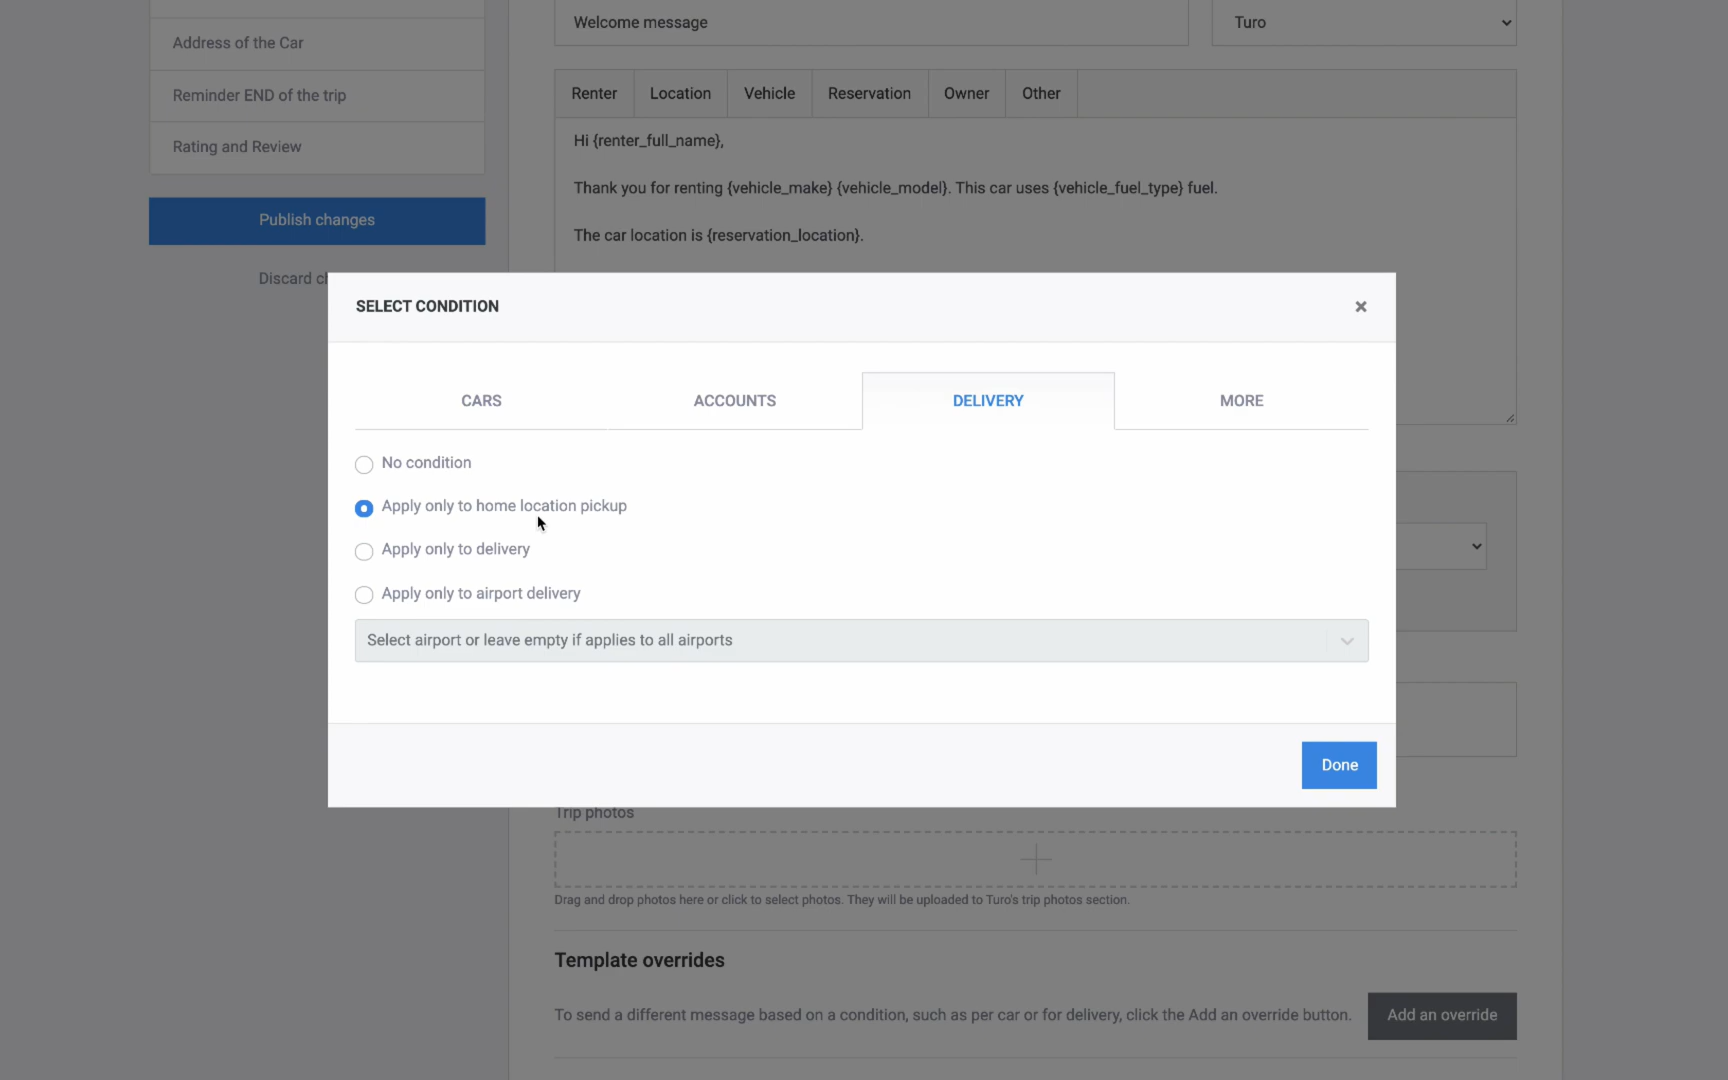 Welcome message
Turo
Address of the Car
Reminder END of the trip
Rating and Review
Publish changes
Discard c
Renter
Location
Vehicle
Reservation
Owner
Other
Hi {renter_full_name},
Thank you for renting {vehicle_make} {vehicle_model}. This car uses {vehicle_fuel_type} fuel.
The car location is {reservation_location}.
SELECT CONDITION
CARS
ACCOUNTS
DELIVERY
MORE
No condition
Apply only to home location pickup
Apply only to delivery
Apply only to airport delivery
Select airport or leave empty if applies to all airports
Done
Trip photos
Drag and drop photos here or click to select photos. They will be uploaded to Turo's trip photos section.
Template overrides
To send a different message based on a condition, such as per car or for delivery, click the Add an override button.
Add an override